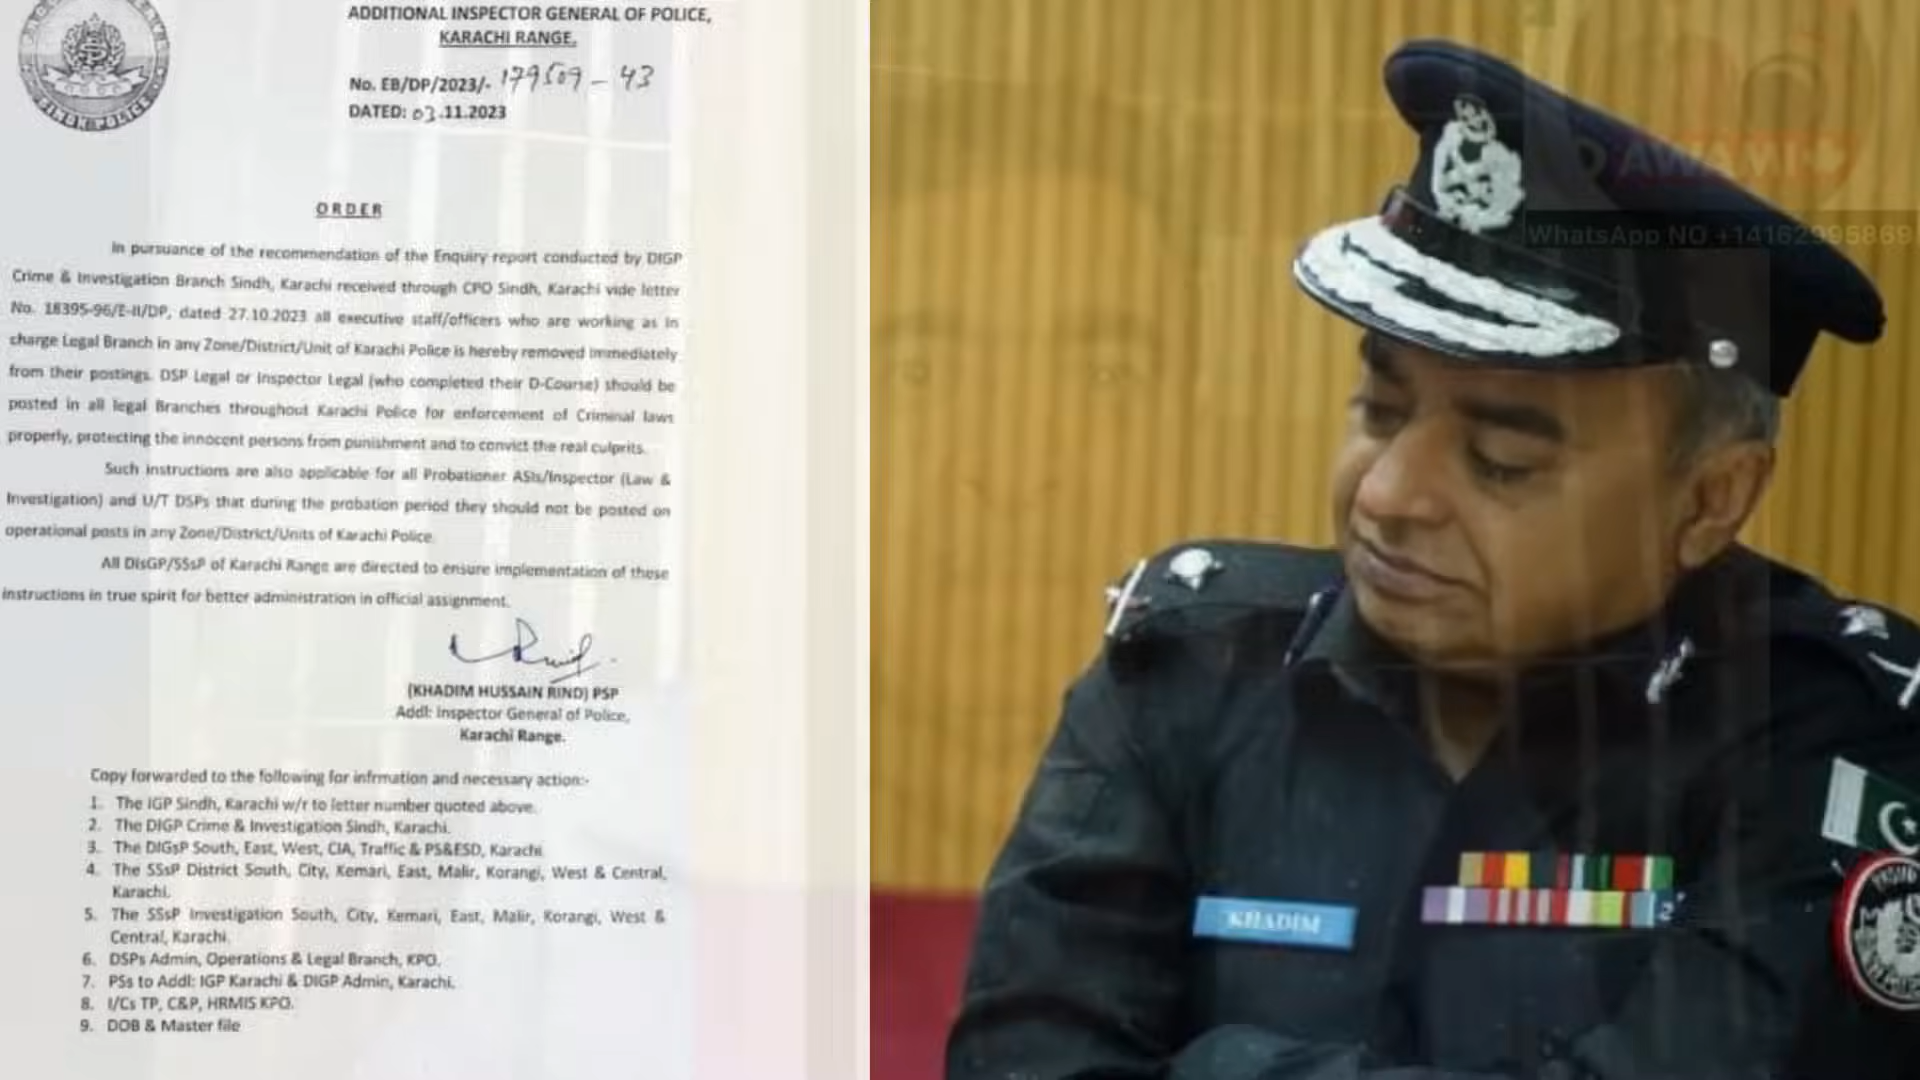 SINDH POLICE
ADDITIONAL INSPECTOR GENERAL OF POLICE,
KARACHI RANGE.
No. EB/DP/2023/- 179509 - 43
DATED: 03.11.2023
ORDER
In pursuance of the recommendation of the Enquiry report conducted by DIGP
Crime & Investigation Branch Sindh, Karachi received through CPO Sindh, Karachi vide letter
No. 18395-96/E-II/DP, dated 27.10.2023 all executive staff/officers who are working as in
charge Legal Branch in any Zone/District/Unit of Karachi Police is hereby removed immediately
from their postings. DSP Legal or Inspector Legal (who completed their D-Course) should be
posted in all legal Branches throughout Karachi Police for enforcement of Criminal laws
properly, protecting the innocent persons from punishment and to convict the real culprits.
Such instructions are also applicable for all Probationer ASIs/Inspector (Law &
Investigation) and U/T DSPs that during the probation period they should not be posted on
operational posts in any Zone/District/Units of Karachi Police.
All DisGP/SSsP of Karachi Range are directed to ensure implementation of these
instructions in true spirit for better administration in official assignment.
(KHADIM HUSSAIN RIND) PSP
Addl: Inspector General of Police,
Karachi Range.
Copy forwarded to the following for infrmation and necessary action:-
1. The IGP Sindh, Karachi w/r to letter number quoted above.
2. The DIGP Crime & Investigation Sindh, Karachi.
3. The DIGsP South, East, West, CIA, Traffic & PS&ESD, Karachi
4. The SSsP District South, City, Kemari, East, Malir, Korangi, West & Central,
Karachi.
5. The SSsP Investigation South, City, Kemari, East, Malir, Korangi, West &
Central, Karachi.
6. DSPs Admin, Operations & Legal Branch, KPO.
7. PSs to Addl: IGP Karachi & DIGP Admin, Karachi.
8. I/Cs TP, C&P, HRMIS KPO.
9. DOB & Master file
AWAMI
WhatsApp NO +14162995869
KHADIM